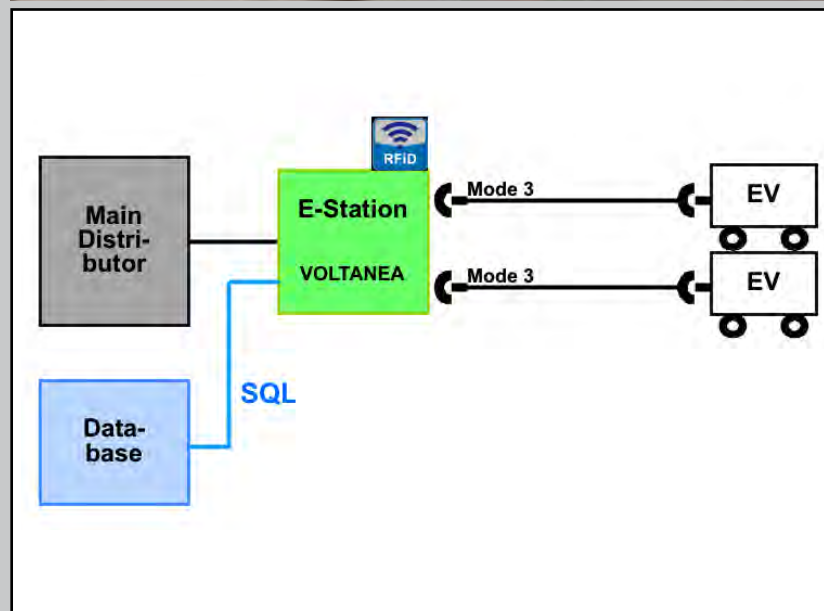 RFiD
Main
Distri-
butor
E-Station
VOLTANEA
Mode 3
EV
Mode 3
EV
SQL
Data-
base